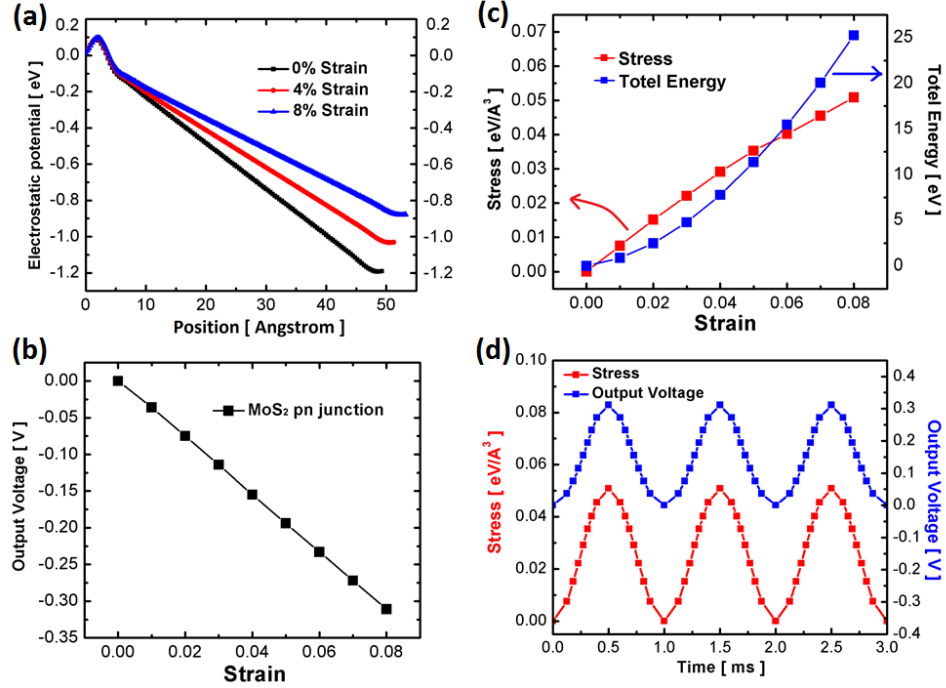 (a)
0.2
0.0
-0.2
-0.4
-0.6
-0.8
-1.0
-1.2
Electrostatic potential [ eV]
0% Strain
4% Strain
8% Strain
0.2
0.0
-0.2
-0.4
-0.6
-0.8
-1.0
-1.2
0 10 20 30 40 50
Position [ Angstrom ]
(c)
0.07
0.06
0.05
0.04
0.03
0.02
0.01
0.00
Stress [ eV/A³ ]
Stress
Totel Energy
25
20
15
10
5
0
Totel Energy [ eV]
0.00 0.02 0.04 0.06 0.08
Strain
(b)
0.00
-0.05
-0.10
-0.15
-0.20
-0.25
-0.30
-0.35
Output Voltage [ V]
MoS₂ pn junction
0.00 0.02 0.04 0.06 0.08
Strain
(d)
0.10
0.08
0.06
0.04
0.02
0.00
Stress [ eV/A³ ]
Stress
Output Voltage
0.4
0.3
0.2
0.1
0.0
-0.1
-0.2
-0.3
-0.4
Output Voltage [ V]
0.0 0.5 1.0 1.5 2.0 2.5 3.0
Time [ ms ]